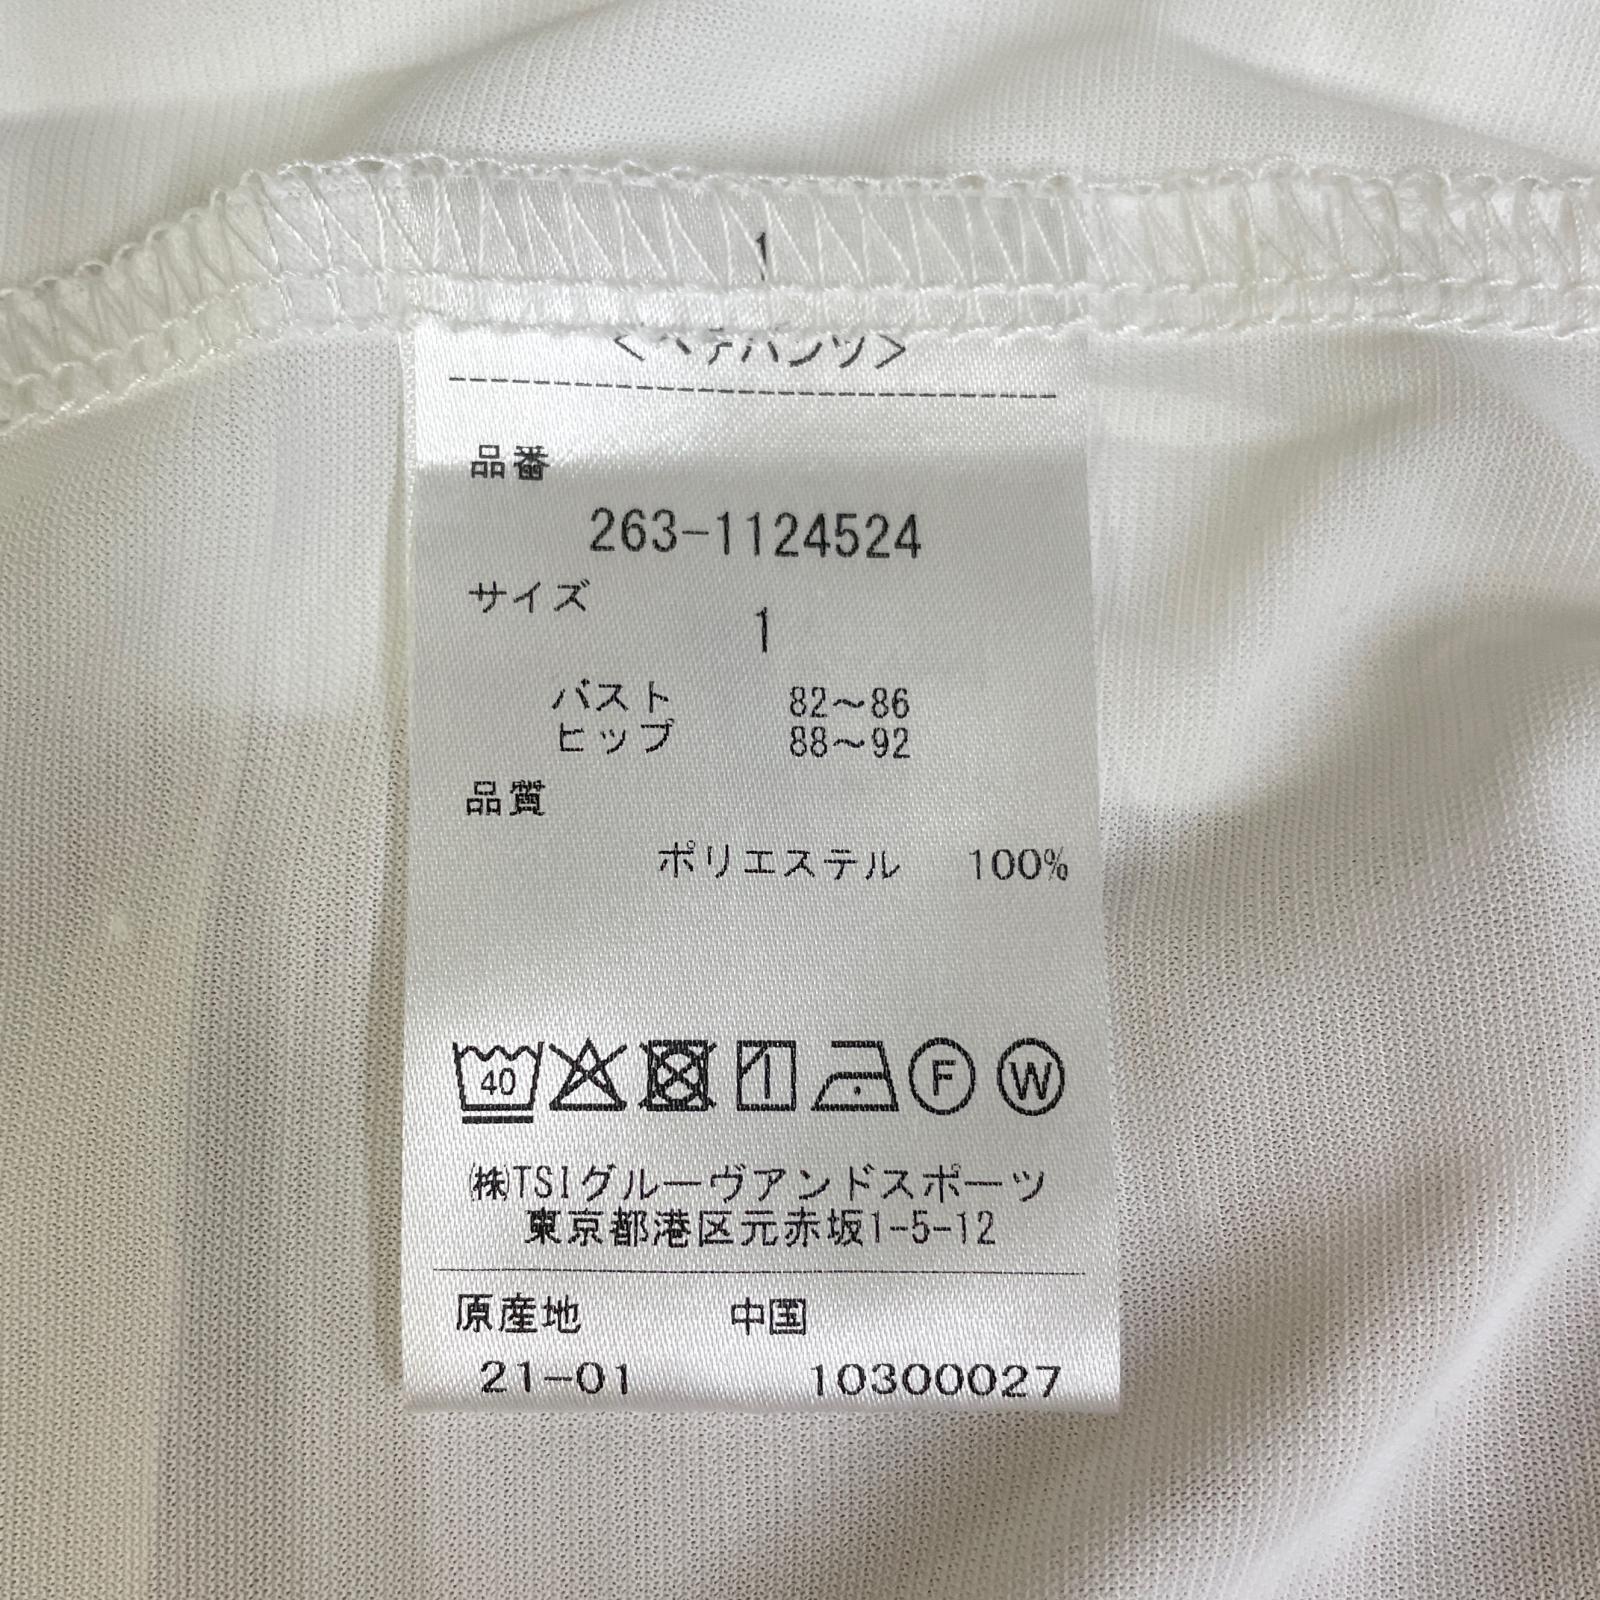 1
<ペチパンツ>
品番
263-1124524
サイズ
1
バスト 82〜86
ヒップ 88〜92
品質
ポリエステル 100%
40 F W
㈱TSIグルーヴアンドスポーツ
東京都港区元赤坂1-5-12
原産地 中国
21-01 10300027